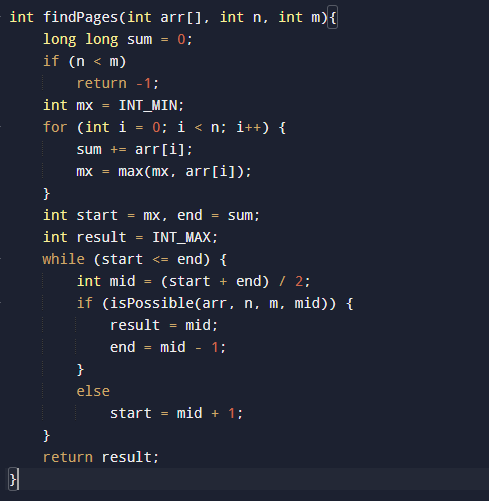 int findPages(int arr[], int n, int m){
    long long sum = 0;
    if (n < m)
        return -1;
    int mx = INT_MIN;
    for (int i = 0; i < n; i++) {
        sum += arr[i];
        mx = max(mx, arr[i]);
    }
    int start = mx, end = sum;
    int result = INT_MAX;
    while (start <= end) {
        int mid = (start + end) / 2;
        if (isPossible(arr, n, m, mid)) {
            result = mid;
            end = mid - 1;
        }
        else
            start = mid + 1;
    }
    return result;
}